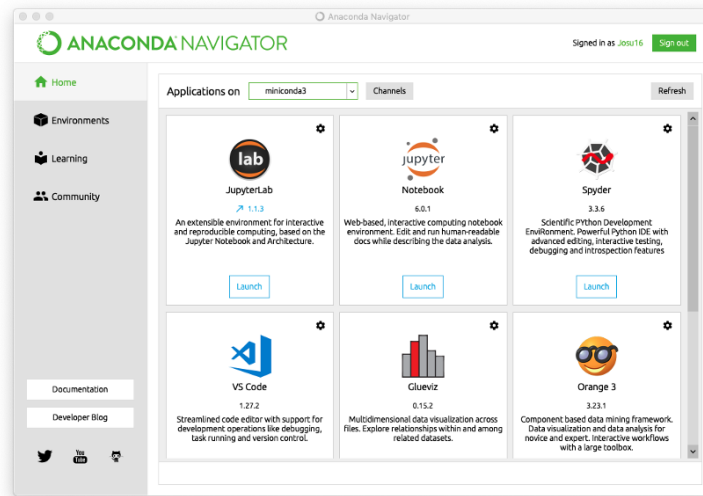 Anaconda Navigator
ANACONDA NAVIGATOR
Signed in as Josu16
Sign out
Home
Environments
Learning
Community
Documentation
Developer Blog
You
Tube
Applications on
miniconda3
Channels
Refresh
lab
JupyterLab
1.1.3
An extensible environment for interactive
and reproducible computing, based on the
Jupyter Notebook and Architecture.
Launch
jupyter
Notebook
6.0.1
Web-based, interactive computing notebook
environment. Edit and run human-readable
docs while describing the data analysis.
Launch
Spyder
3.3.6
Scientific PYthon Development
EnviRonment. Powerful Python IDE with
advanced editing, interactive testing,
debugging and introspection features
Launch
VS Code
1.27.2
Streamlined code editor with support for
development operations like debugging,
task running and version control.
Glueviz
0.15.2
Multidimensional data visualization across
files. Explore relationships within and among
related datasets.
Orange 3
3.23.1
Component based data mining framework.
Data visualization and data analysis for
novice and expert. Interactive workflows
with a large toolbox.